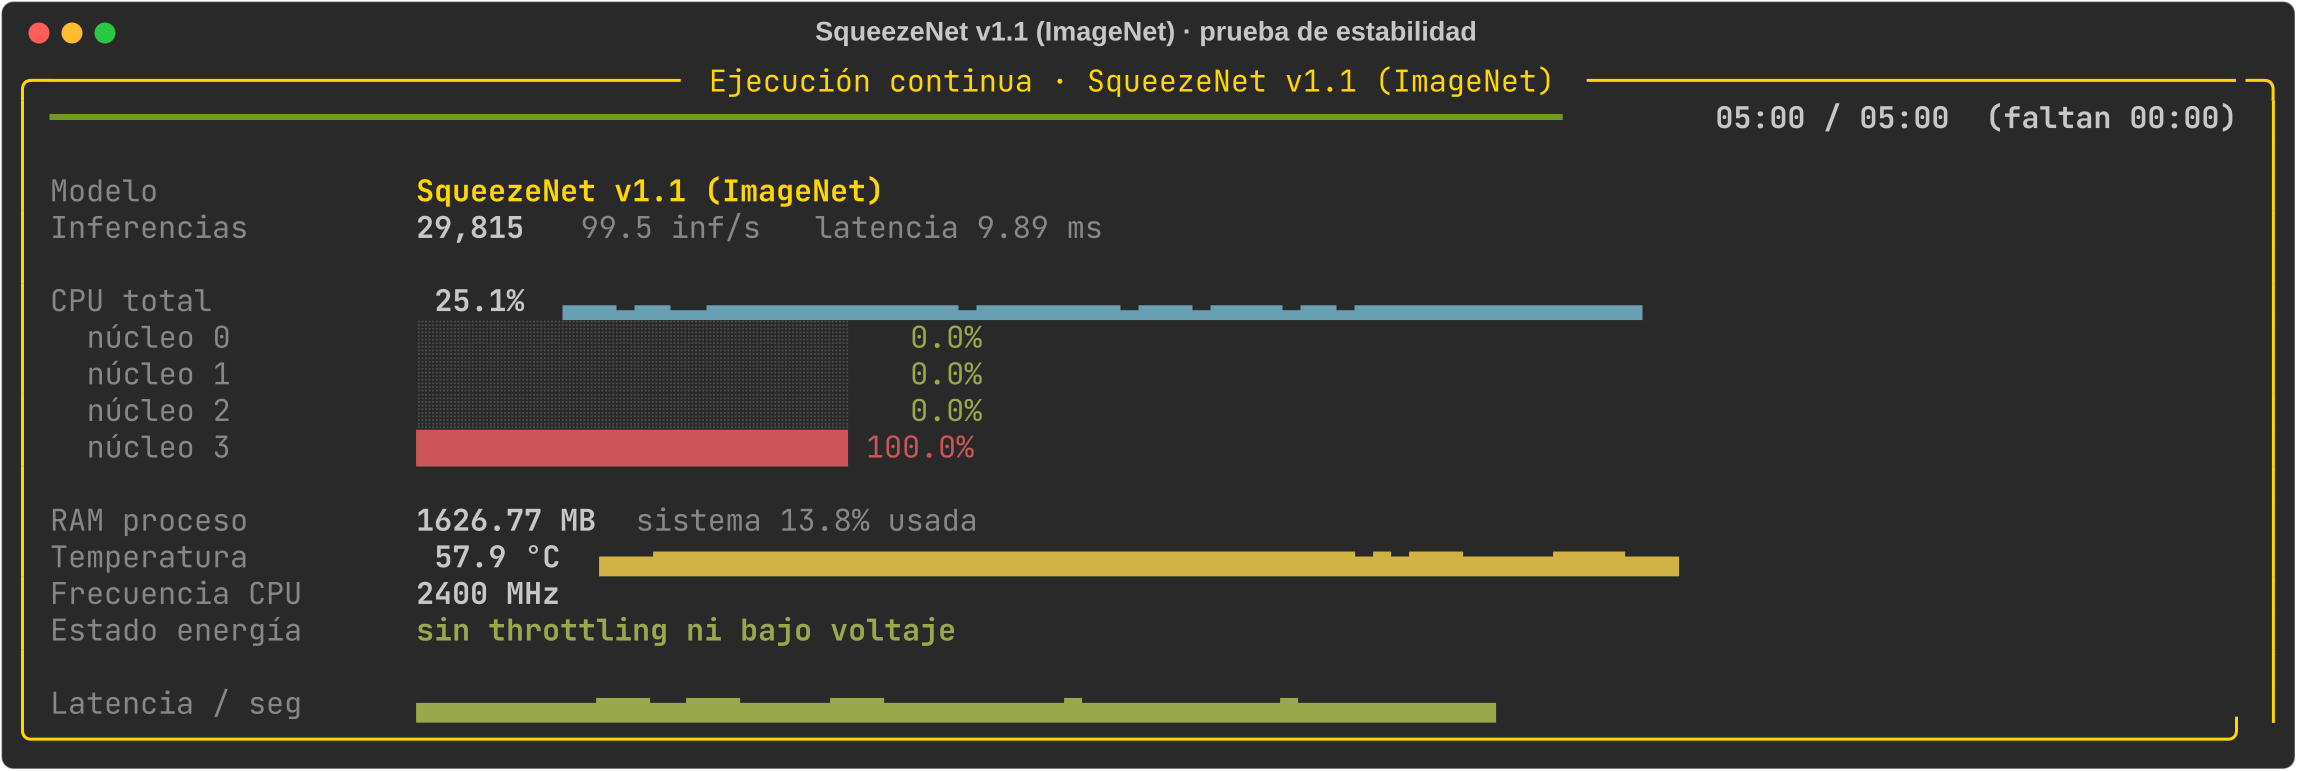 SqueezeNet v1.1 (ImageNet) · prueba de estabilidad
Ejecución continua · SqueezeNet v1.1 (ImageNet)
05:00 / 05:00 (faltan 00:00)
Modelo SqueezeNet v1.1 (ImageNet)
Inferencias 29,815 99.5 inf/s latencia 9.89 ms
CPU total 25.1%
núcleo 0 0.0%
núcleo 1 0.0%
núcleo 2 0.0%
núcleo 3 100.0%
RAM proceso 1626.77 MB sistema 13.8% usada
Temperatura 57.9 °C
Frecuencia CPU 2400 MHz
Estado energía sin throttling ni bajo voltaje
Latencia / seg